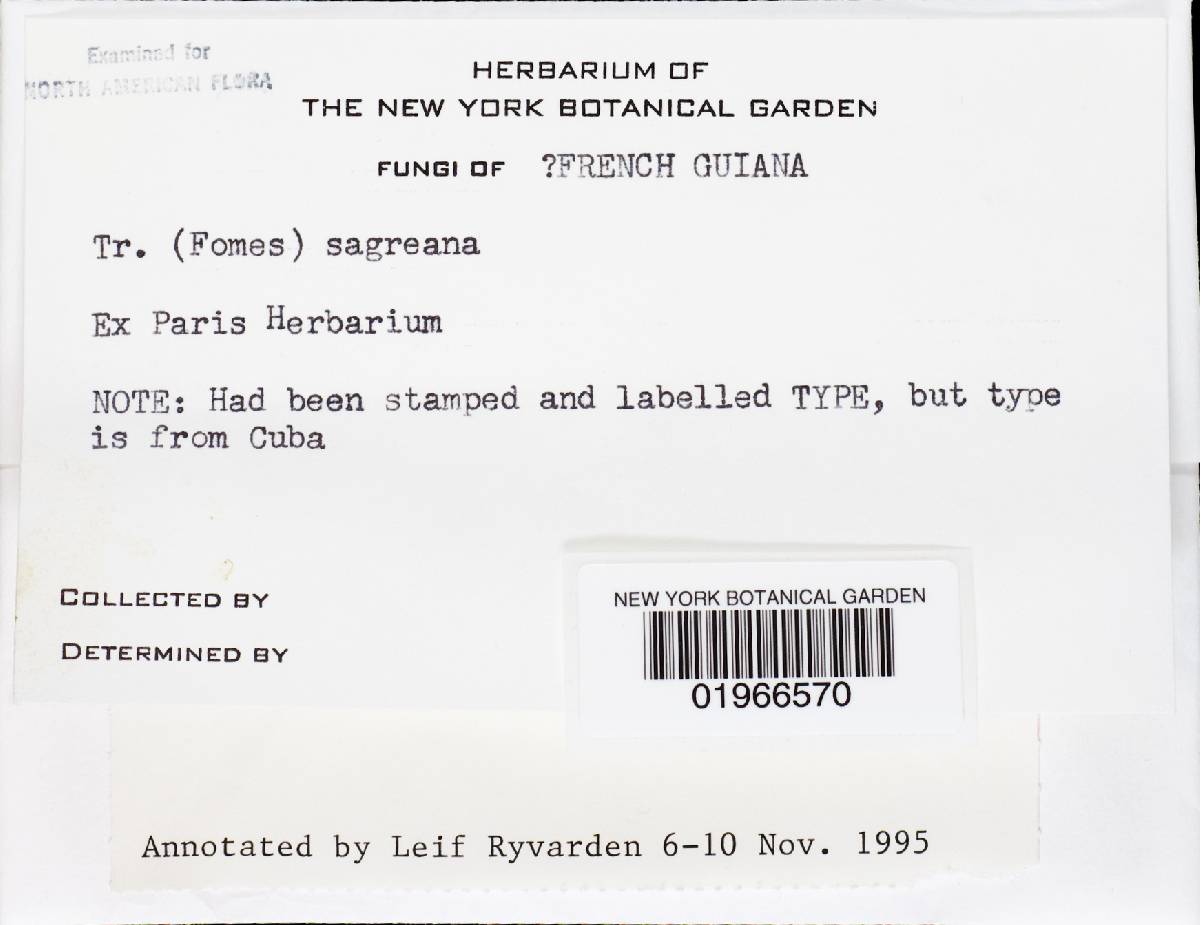 Examined for
NORTH AMERICAN FLORA
HERBARIUM OF
THE NEW YORK BOTANICAL GARDEN
FUNGI OF ?FRENCH GUIANA
Tr. (Fomes) sagreana
Ex Paris Herbarium
NOTE: Had been stamped and labelled TYPE, but type
is from Cuba
COLLECTED BY
DETERMINED BY
NEW YORK BOTANICAL GARDEN
01966570
Annotated by Leif Ryvarden 6-10 Nov. 1995